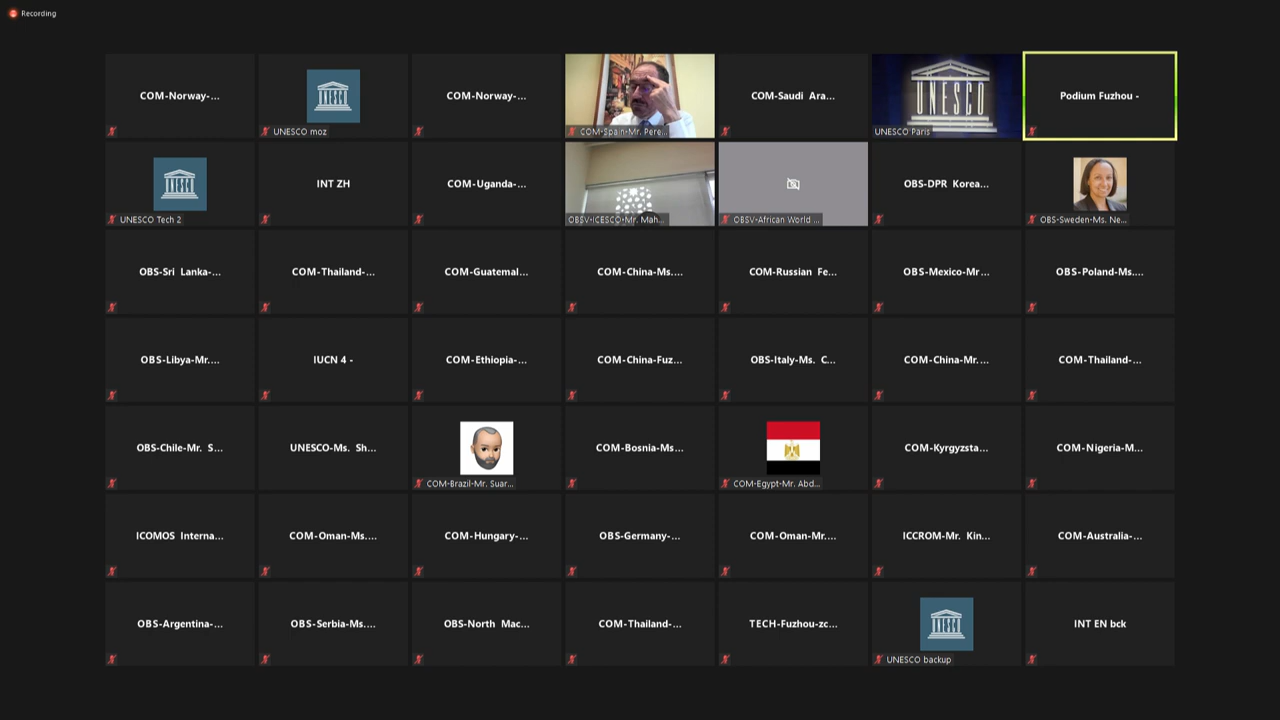 Recording
COM-Norway-...
UNESCO
UNESCO moz
COM-Norway-...
COM-Spain-Mr. Pere...
COM-Saudi Ara...
UNESCO
UNESCO Paris
Podium Fuzhou -
UNESCO Tech 2
INT ZH
COM-Uganda-...
OBSV-ICESCO-Mr. Mah...
OBSV-African World ...
OBS-DPR Korea...
OBS-Sweden-Ms. Ne...
OBS-Sri Lanka-...
COM-Thailand-...
COM-Guatemal...
COM-China-Ms....
COM-Russian Fe...
OBS-Mexico-Mr...
OBS-Poland-Ms....
OBS-Libya-Mr....
IUCN 4 -
COM-Ethiopia-...
COM-China-Fuz...
OBS-Italy-Ms. C...
COM-China-Mr....
COM-Thailand-...
OBS-Chile-Mr. S...
UNESCO-Ms. Sh...
COM-Brazil-Mr. Suar...
COM-Bosnia-Ms...
COM-Egypt-Mr. Abd...
COM-Kyrgyzsta...
COM-Nigeria-M...
ICOMOS Interna...
COM-Oman-Ms....
COM-Hungary-...
OBS-Germany-...
COM-Oman-Mr....
ICCROM-Mr. Kin...
COM-Australia-...
OBS-Argentina-...
OBS-Serbia-Ms....
OBS-North Mac...
COM-Thailand-...
TECH-Fuzhou-zc...
UNESCO backup
INT EN bck